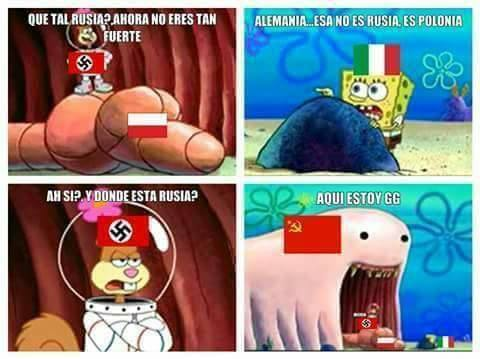 QUE TAL RUSIA?,AHORA NO ERES TAN
FUERTE
ALEMANIA...ESA NO ES RUSIA, ES POLONIA
AH SI?, Y DONDE ESTA RUSIA?
AQUI ESTOY GG